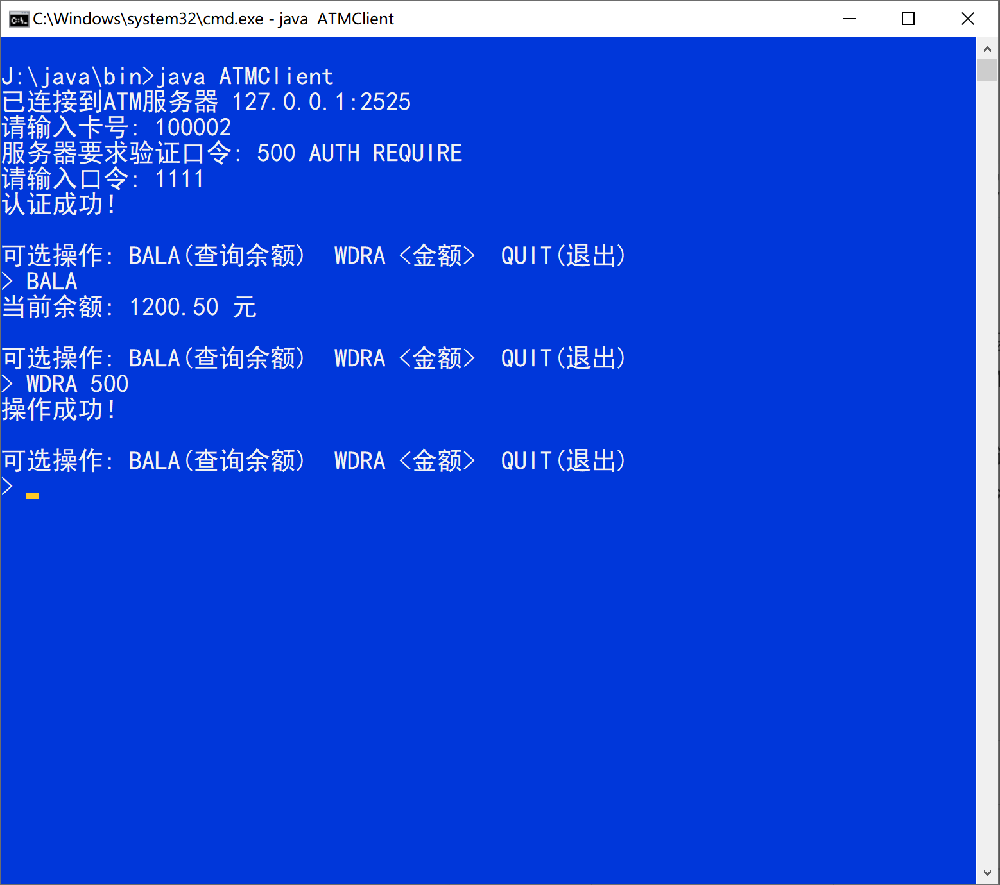 C:\Windows\system32\cmd.exe - java  ATMClient
J:\java\bin>java ATMClient
已连接到ATM服务器 127.0.0.1:2525
请输入卡号: 100002
服务器要求验证口令: 500 AUTH REQUIRE
请输入口令: 1111
认证成功!
可选操作: BALA(查询余额)  WDRA <金额>  QUIT(退出)
> BALA
当前余额: 1200.50 元
可选操作: BALA(查询余额)  WDRA <金额>  QUIT(退出)
> WDRA 500
操作成功!
可选操作: BALA(查询余额)  WDRA <金额>  QUIT(退出)
>